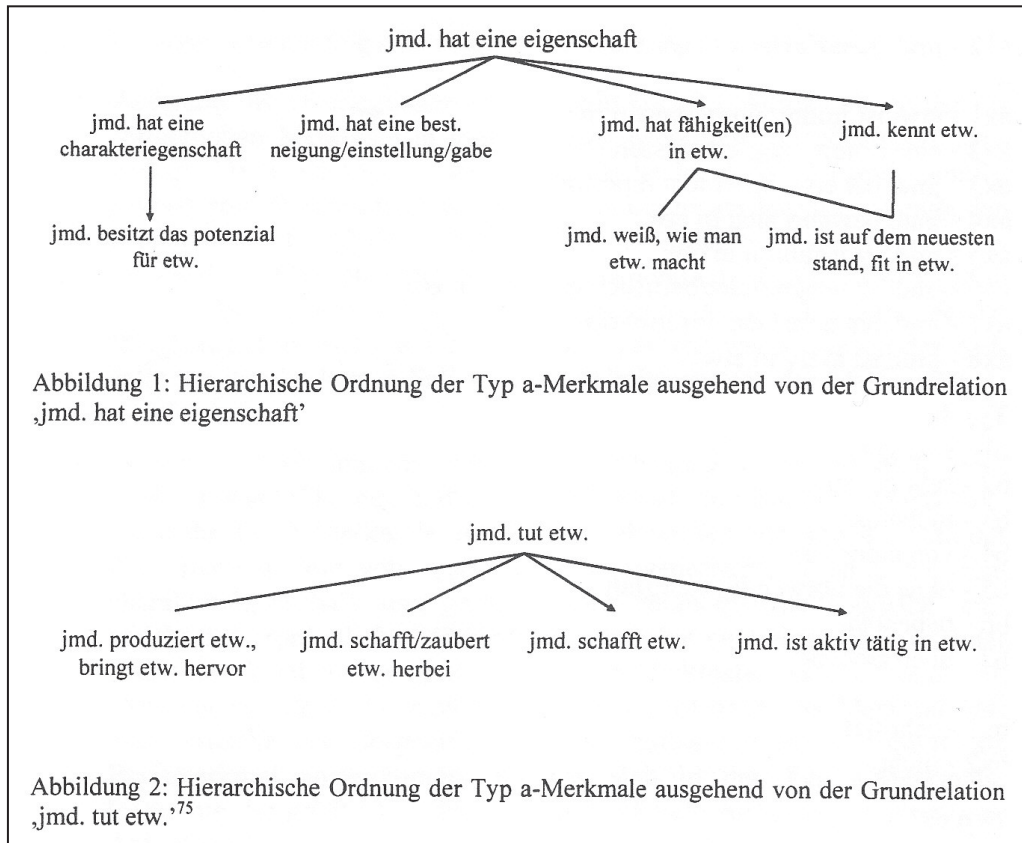 jmd. hat eine eigenschaft
jmd. hat eine
charakteriegenschaft
jmd. hat eine best.
neigung/einstellung/gabe
jmd. hat fähigkeit(en)
in etw.
jmd. kennt etw.
jmd. besitzt das potenzial
für etw.
jmd. weiß, wie man
etw. macht
jmd. ist auf dem neuesten
stand, fit in etw.
Abbildung 1: Hierarchische Ordnung der Typ a-Merkmale ausgehend von der Grundrelation
‚jmd. hat eine eigenschaft’
jmd. tut etw.
jmd. produziert etw.,
bringt etw. hervor
jmd. schafft/zaubert
etw. herbei
jmd. schafft etw.
jmd. ist aktiv tätig in etw.
Abbildung 2: Hierarchische Ordnung der Typ a-Merkmale ausgehend von der Grundrelation
‚jmd. tut etw.’75